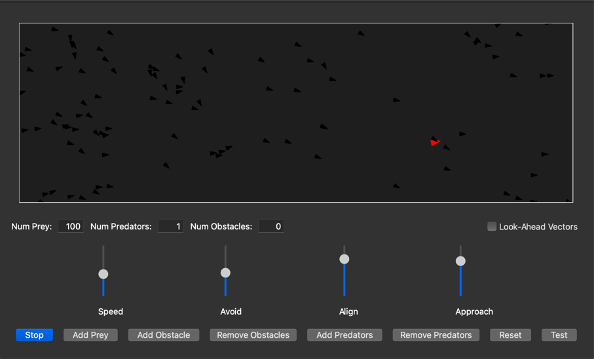 Num Prey: 100 Num Predators: 1 Num Obstacles: 0 Look-Ahead Vectors
Speed Avoid Align Approach
Stop Add Prey Add Obstacle Remove Obstacles Add Predators Remove Predators Reset Test